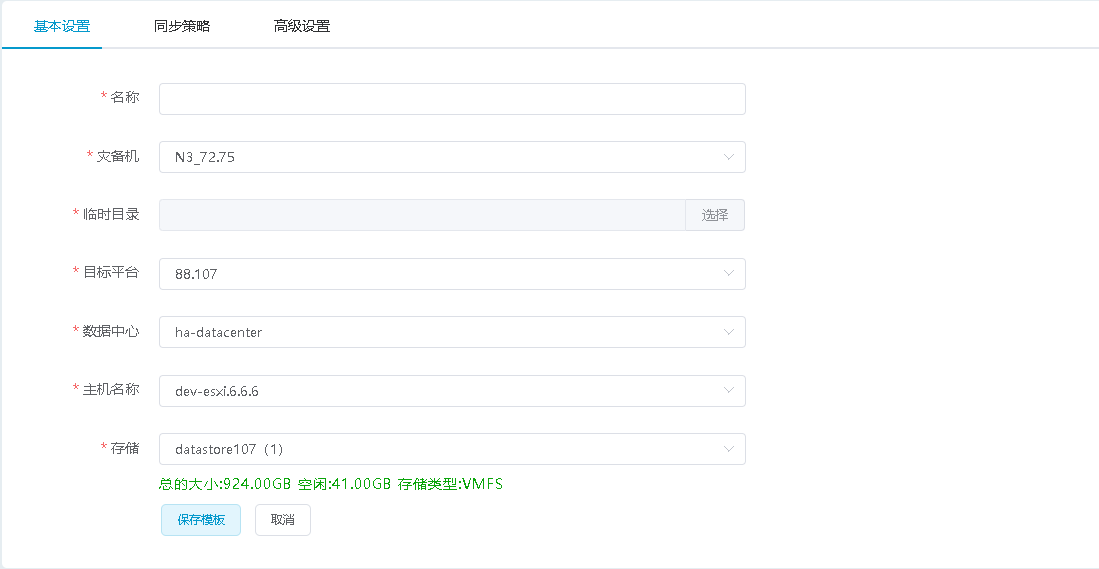 基本设置 同步策略 高级设置
* 名称
* 灾备机 N3_72.75
* 临时目录 选择
* 目标平台 88.107
* 数据中心 ha-datacenter
* 主机名称 dev-esxi.6.6.6
* 存储 datastore107（1）
总的大小:924.00GB 空闲:41.00GB 存储类型:VMFS
保存模板 取消